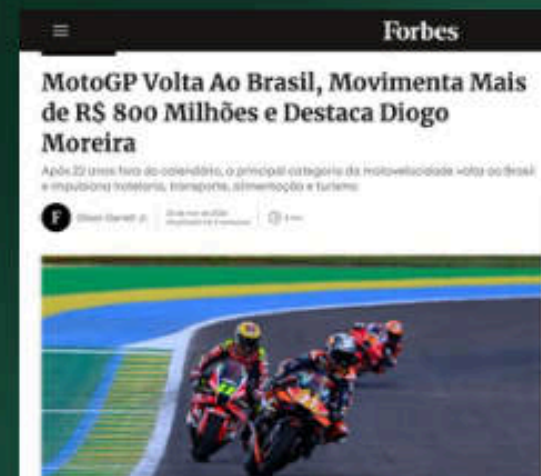 Forbes
MotoGP Volta Ao Brasil, Movimenta Mais
de R$ 800 Milhões e Destaca Diogo
Moreira
Após 22 anos fora do calendário, a principal categoria da motovelocidade volta ao Brasil
e impulsiona hotelaria, transporte, alimentação e turismo
F